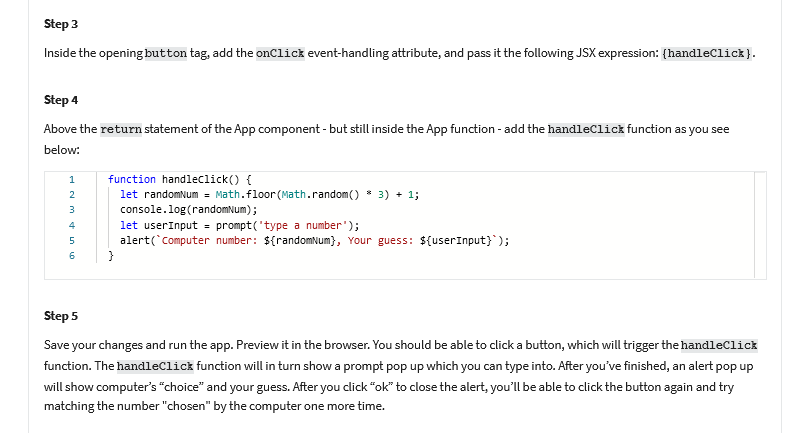 Step 3
Inside the opening button tag, add the onClick event-handling attribute, and pass it the following JSX expression: {handleClick}.
Step 4
Above the return statement of the App component - but still inside the App function - add the handleClick function as you see
below:
1 function handleClick() {
2 let randomNum = Math.floor(Math.random() * 3) + 1;
3 console.log(randomNum);
4 let userInput = prompt('type a number');
5 alert(`Computer number: ${randomNum}, Your guess: ${userInput}`);
6 }
Step 5
Save your changes and run the app. Preview it in the browser. You should be able to click a button, which will trigger the handleClick
function. The handleClick function will in turn show a prompt pop up which you can type into. After you’ve finished, an alert pop up
will show computer’s “choice” and your guess. After you click “ok” to close the alert, you’ll be able to click the button again and try
matching the number "chosen" by the computer one more time.